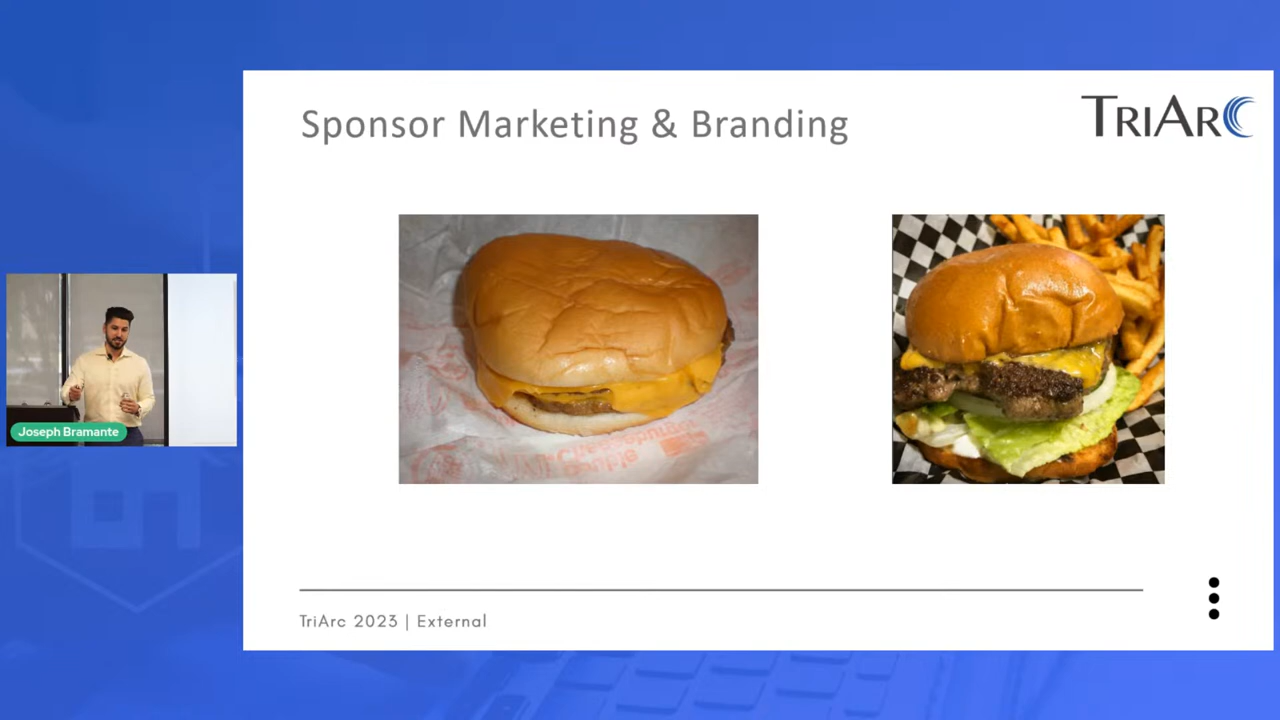 Sponsor Marketing & Branding
TRIARC
Joseph Bramante
TriArc 2023 | External